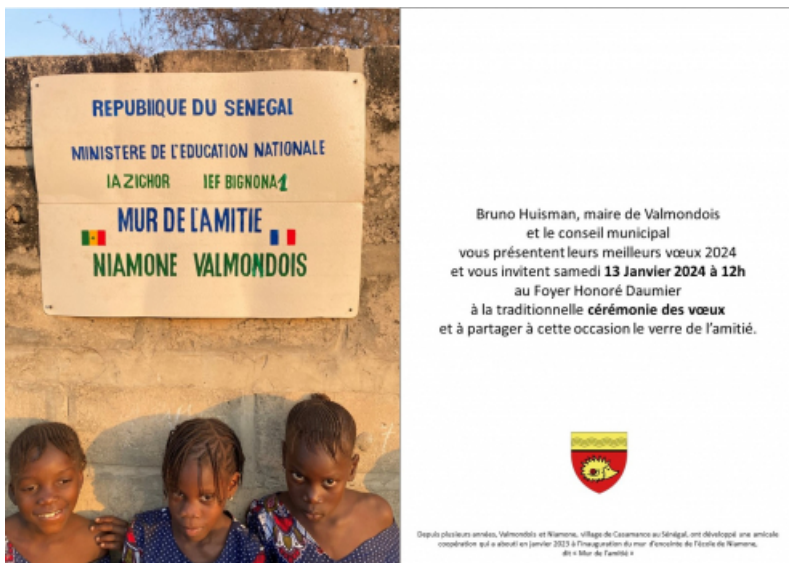 REPUBLIQUE DU SENEGAL
MINISTERE DE L'EDUCATION NATIONALE
IA ZICHOR IEF BIGNONA 1
MUR DE L'AMITIE
NIAMONE VALMONDOIS
Bruno Huisman, maire de Valmondois
et le conseil municipal
vous présentent leurs meilleurs vœux 2024
et vous invitent samedi 13 Janvier 2024 à 12h
au Foyer Honoré Daumier
à la traditionnelle cérémonie des vœux
et à partager à cette occasion le verre de l'amitié.
Depuis plusieurs années, Valmondois et Niamone, village de Casamance au Sénégal, ont développé une amicale
coopération qui a abouti en janvier 2023 à l'inauguration du mur d'enceinte de l'école de Niamone,
dit « Mur de l'amitié »